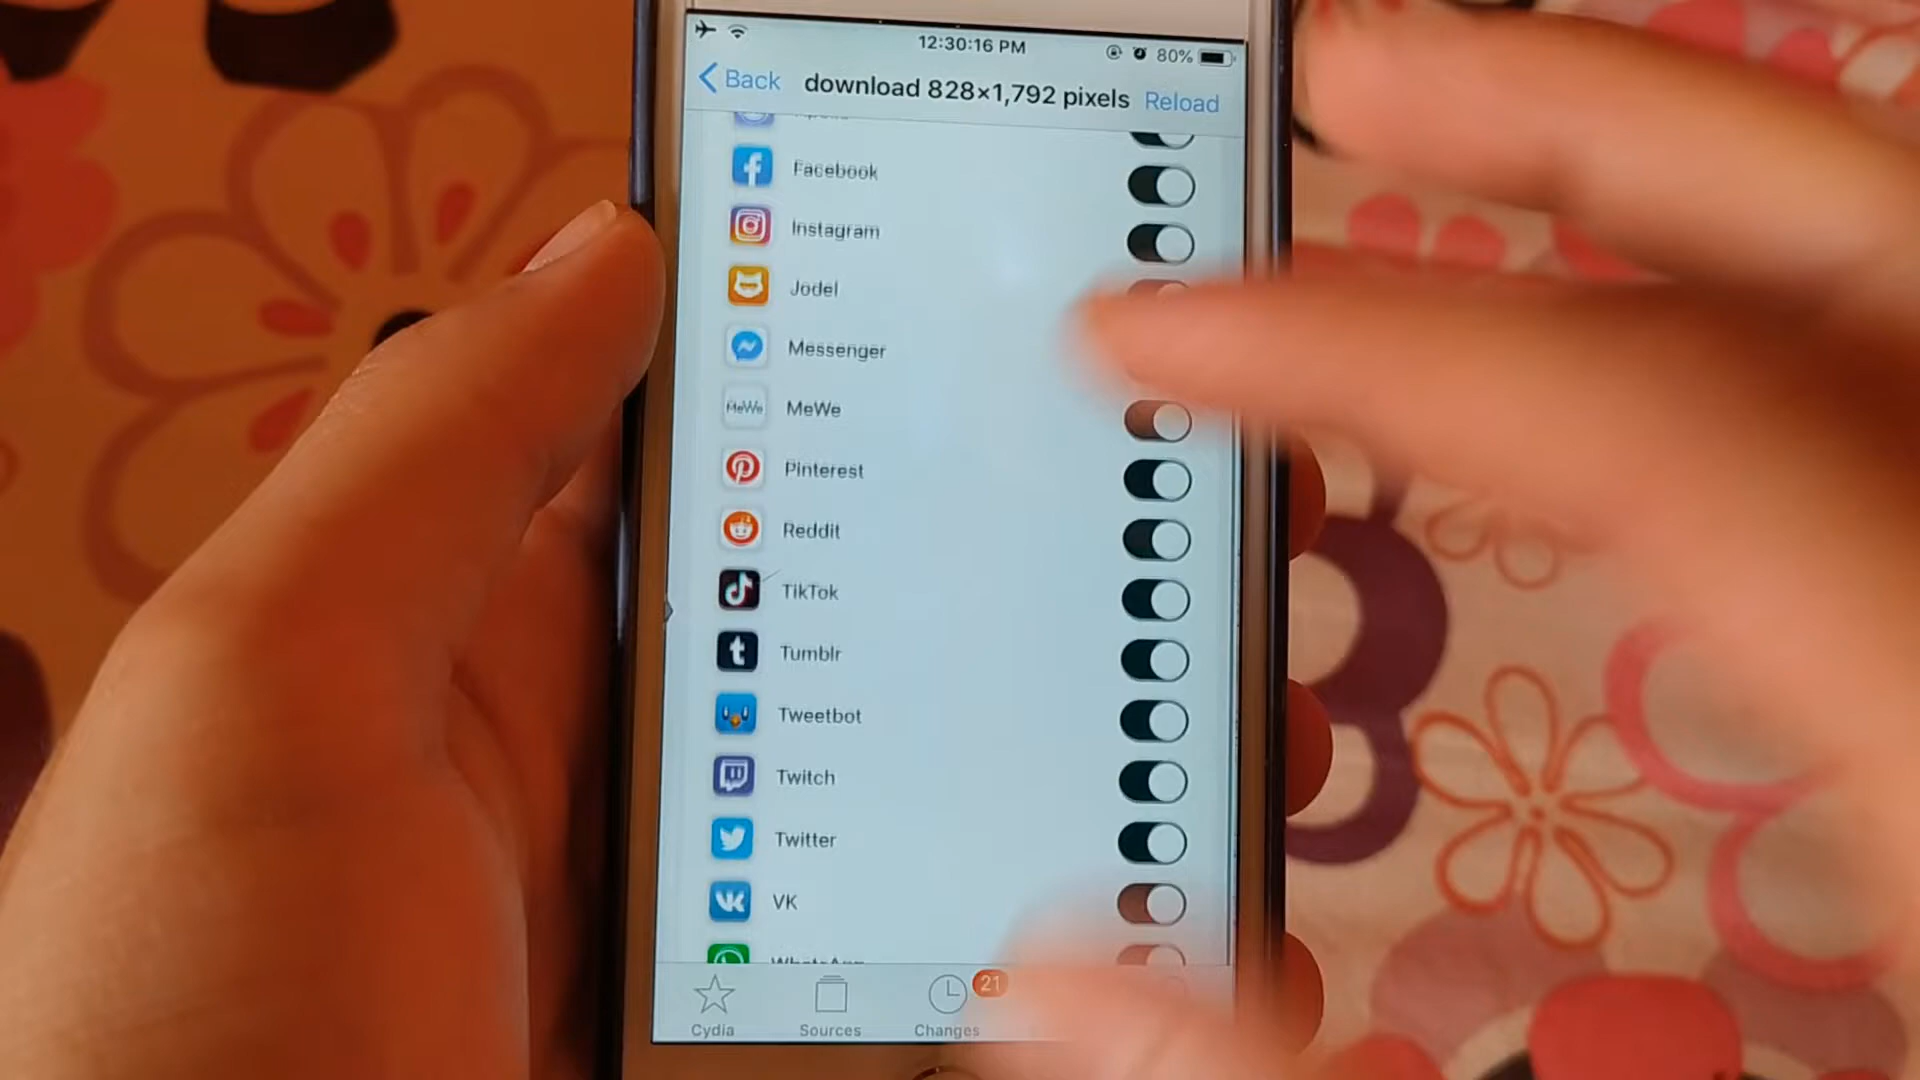 12:30:16 PM
80%
Back
download 828×1,792 pixels
Reload
Facebook
Instagram
Jodel
Messenger
MeWe
MeWe
Pinterest
Reddit
TikTok
Tumblr
Tweetbot
Twitch
Twitter
VK
WhatsApp
21
Cydia
Sources
Changes